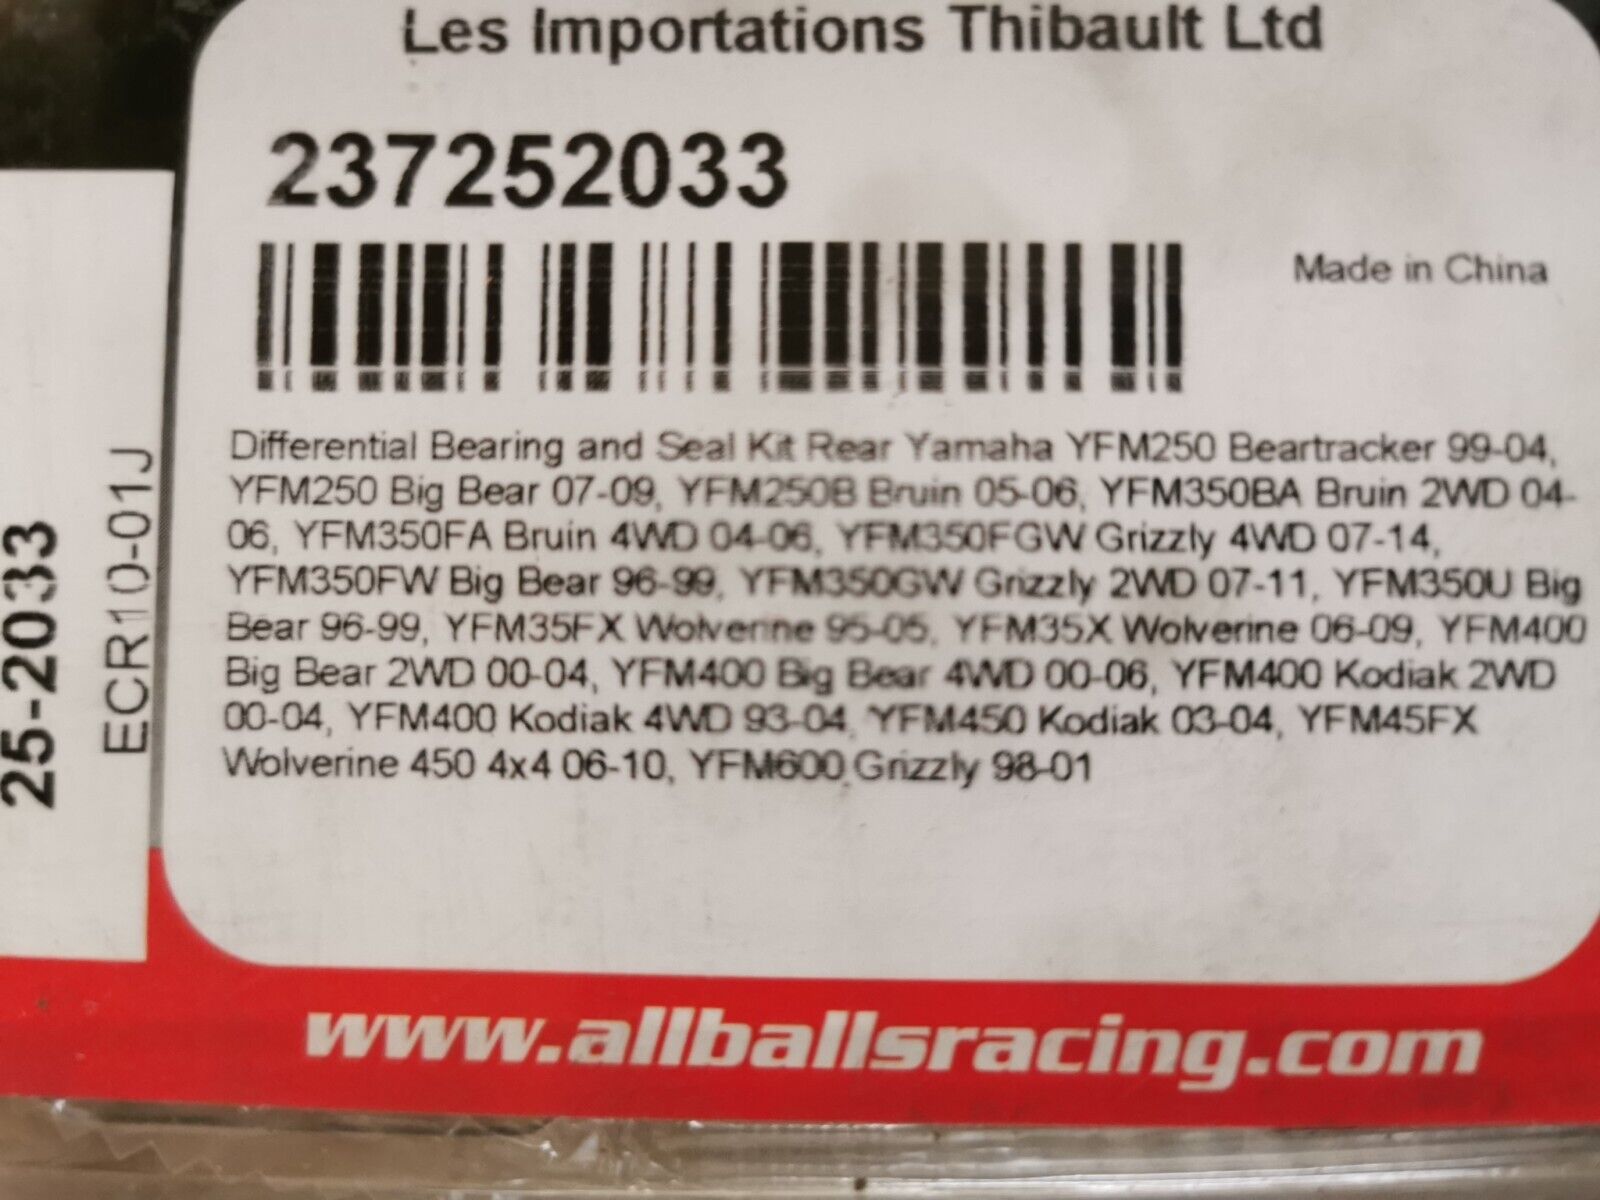 Les Importations Thibault Ltd
237252033
Made in China
Differential Bearing and Seal Kit Rear Yamaha YFM250 Beartracker 99-04,
YFM250 Big Bear 07-09, YFM250B Bruin 05-06, YFM350BA Bruin 2WD 04-
06, YFM350FA Bruin 4WD 04-06, YFM350FGW Grizzly 4WD 07-14,
YFM350FW Big Bear 96-99, YFM350GW Grizzly 2WD 07-11, YFM350U Big
Bear 96-99, YFM35FX Wolverine 95-05, YFM35X Wolverine 06-09, YFM400
Big Bear 2WD 00-04, YFM400 Big Bear 4WD 00-06, YFM400 Kodiak 2WD
00-04, YFM400 Kodiak 4WD 93-04, YFM450 Kodiak 03-04, YFM45FX
Wolverine 450 4x4 06-10, YFM600 Grizzly 98-01
25-2033
ECR10-01J
www.allballsracing.com